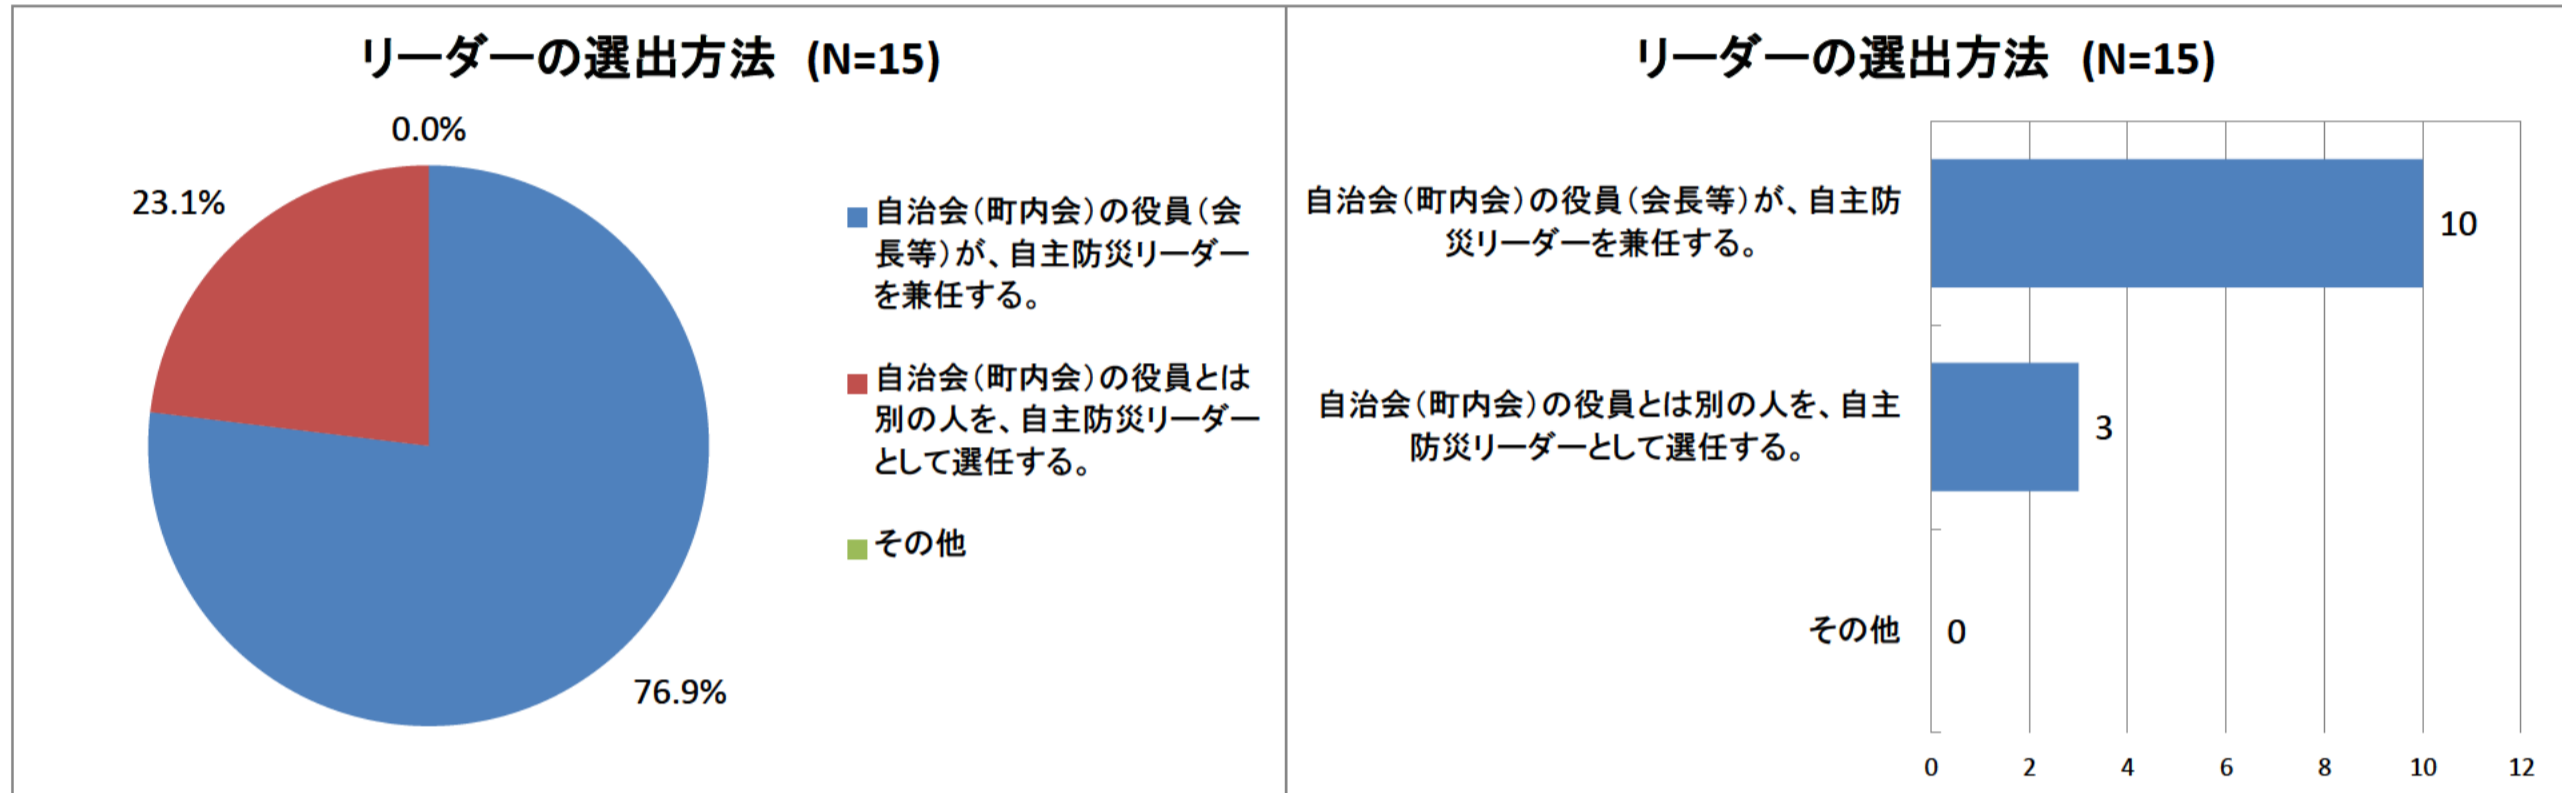 リーダーの選出方法 (N=15)
0.0%
23.1%
76.9%
自治会(町内会)の役員(会
長等)が、自主防災リーダー
を兼任する。
自治会(町内会)の役員とは
別の人を、自主防災リーダー
として選任する。
その他
リーダーの選出方法 (N=15)
自治会(町内会)の役員(会長等)が、自主防
災リーダーを兼任する。
10
自治会(町内会)の役員とは別の人を、自主
防災リーダーとして選任する。
3
その他
0
0 2 4 6 8 10 12